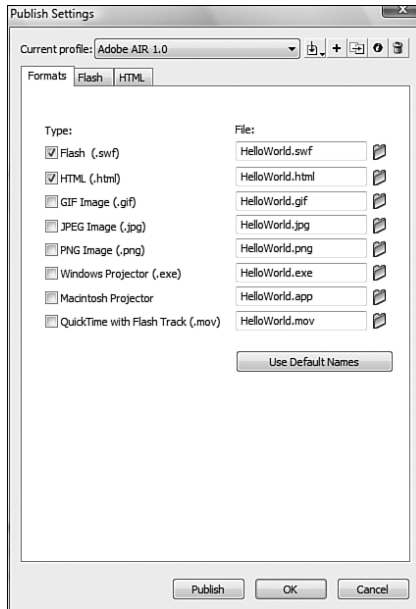 Publish Settings
Current profile: Adobe AIR 1.0
Formats Flash HTML
Type: File:
Flash (.swf) HelloWorld.swf
HTML (.html) HelloWorld.html
GIF Image (.gif) HelloWorld.gif
JPEG Image (.jpg) HelloWorld.jpg
PNG Image (.png) HelloWorld.png
Windows Projector (.exe) HelloWorld.exe
Macintosh Projector HelloWorld.app
QuickTime with Flash Track (.mov) HelloWorld.mov
Use Default Names
Publish OK Cancel